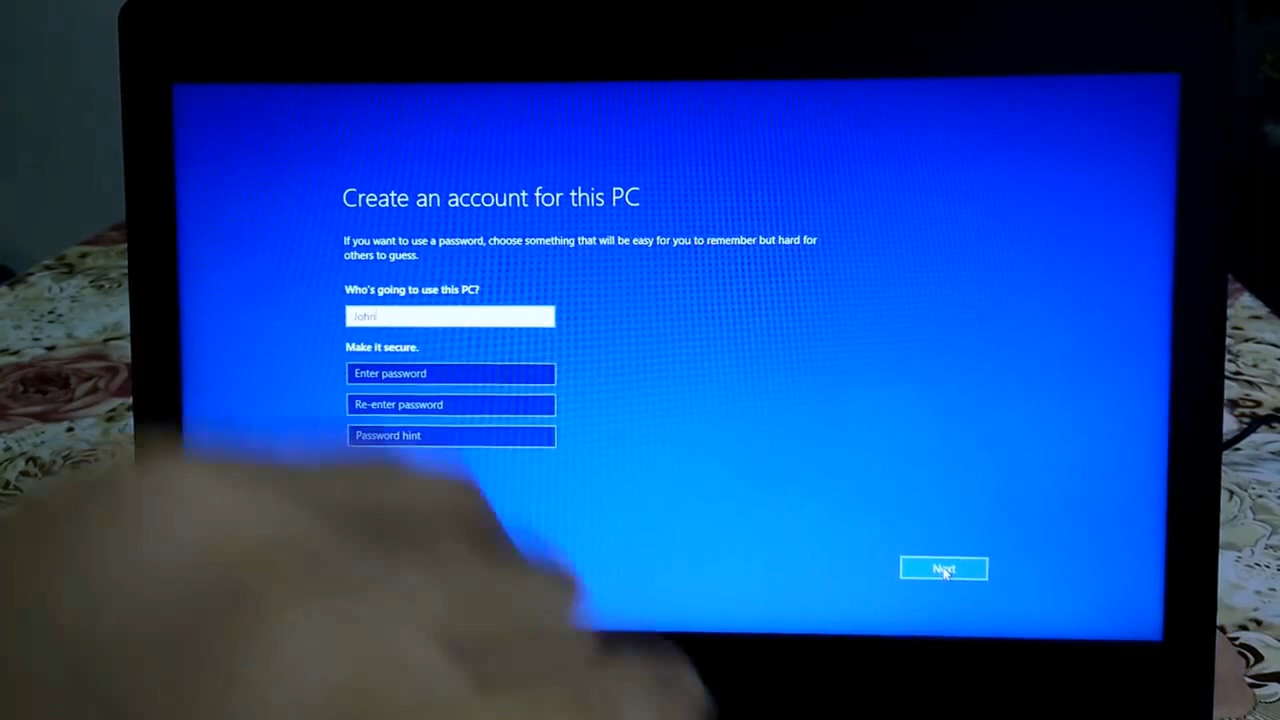 Create an account for this PC
If you want to use a password, choose something that will be easy for you to remember but hard for
others to guess.
Who's going to use this PC?
John
Make it secure.
Enter password
Re-enter password
Password hint
Next